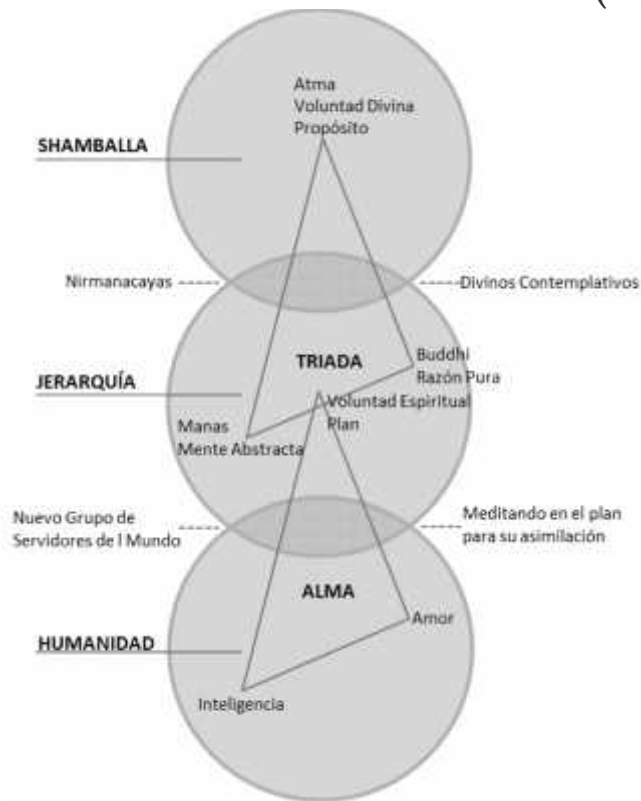 (
Atma
Voluntad Divina
Propósito
SHAMBALLA
Nirmanacayas
Divinos Contemplativos
TRIADA
Buddhi
Razón Pura
JERARQUÍA
Voluntad Espiritual
Plan
Manas
Mente Abstracta
Nuevo Grupo de
Servidores de l Mundo
Meditando en el plan
para su asimilación
ALMA
Amor
HUMANIDAD
Inteligencia